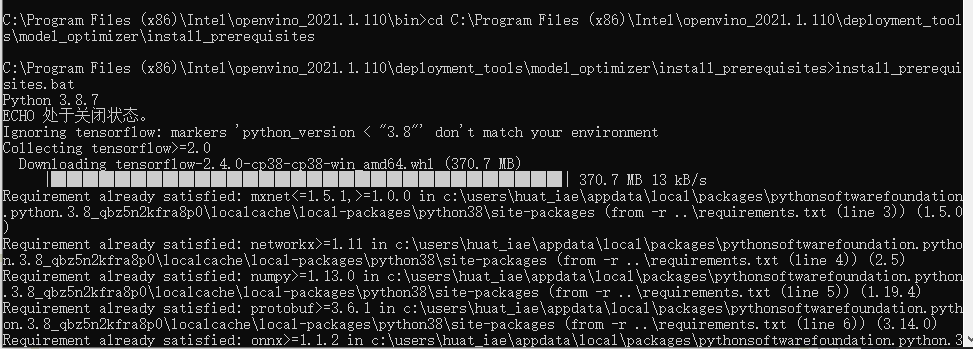 C:\Program Files (x86)\Intel\openvino_2021.1.110\bin>cd C:\Program Files (x86)\Intel\openvino_2021.1.110\deployment_tool
s\model_optimizer\install_prerequisites
C:\Program Files (x86)\Intel\openvino_2021.1.110\deployment_tools\model_optimizer\install_prerequisites>install_prerequi
sites.bat
Python 3.8.7
ECHO 处于关闭状态。
Ignoring tensorflow: markers 'python_version < "3.8"' don't match your environment
Collecting tensorflow>=2.0
Downloading tensorflow-2.4.0-cp38-cp38-win_amd64.whl (370.7 MB)
| 370.7 MB 13 kB/s
Requirement already satisfied: mxnet<=1.5.1,>=1.0.0 in c:\users\huat_iae\appdata\local\packages\pythonsoftwarefoundation
.python.3.8_qbz5n2kfra8p0\localcache\local-packages\python38\site-packages (from -r ..\requirements.txt (line 3)) (1.5.0
)
Requirement already satisfied: networkx>=1.11 in c:\users\huat_iae\appdata\local\packages\pythonsoftwarefoundation.pytho
n.3.8_qbz5n2kfra8p0\localcache\local-packages\python38\site-packages (from -r ..\requirements.txt (line 4)) (2.5)
Requirement already satisfied: numpy>=1.13.0 in c:\users\huat_iae\appdata\local\packages\pythonsoftwarefoundation.python
.3.8_qbz5n2kfra8p0\localcache\local-packages\python38\site-packages (from -r ..\requirements.txt (line 5)) (1.19.4)
Requirement already satisfied: protobuf>=3.6.1 in c:\users\huat_iae\appdata\local\packages\pythonsoftwarefoundation.pyth
on.3.8_qbz5n2kfra8p0\localcache\local-packages\python38\site-packages (from -r ..\requirements.txt (line 6)) (3.14.0)
Requirement already satisfied: onnx>=1.1.2 in c:\users\huat_iae\appdata\local\packages\pythonsoftwarefoundation.python.3